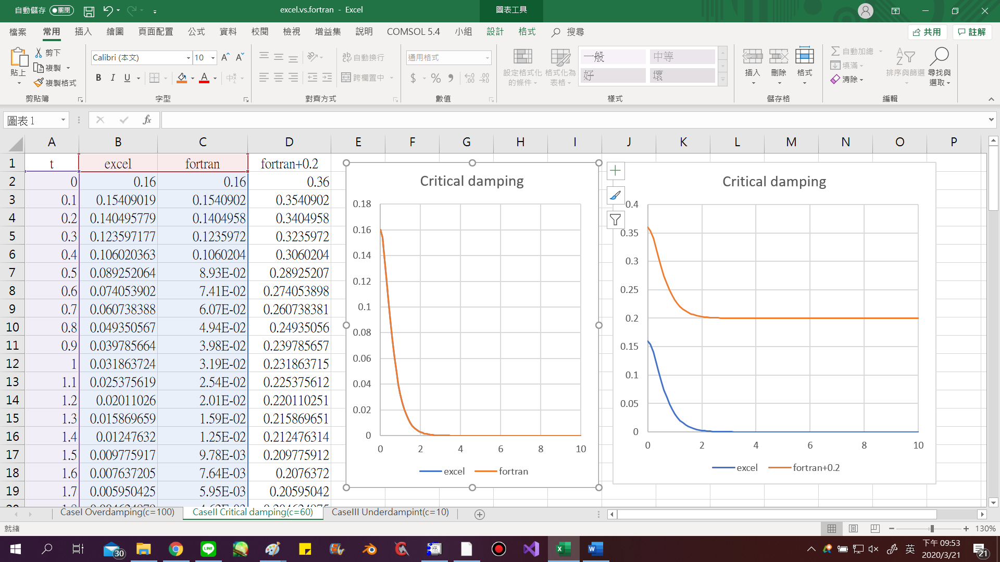 自動儲存 關閉
excel.vs.fortran - Excel
圖表工具
檔案 常用 插入 繪圖 頁面配置 公式 資料 校閱 檢視 增益集 說明 COMSOL 5.4 小組 設計 格式 搜尋
共用 註解
貼上
剪下
複製
複製格式
剪貼簿
Calibri (本文) 10
B I U
字型
自動換行
跨欄置中
對齊方式
通用格式
$ % 9
數值
設定格式化的條件
格式化為表格
一般 中等
好 壞
樣式
插入 刪除 格式
儲存格
自動加總
填滿
清除
排序與篩選
尋找與選取
編輯
圖表 1
fx
A B C D E F G H I J K L M N O P
1 t excel fortran fortran+0.2
2 0 0.16 0.16 0.36
3 0.1 0.15409019 0.1540902 0.3540902
4 0.2 0.140495779 0.1404958 0.3404958
5 0.3 0.123597177 0.1235972 0.3235972
6 0.4 0.106020363 0.1060204 0.3060204
7 0.5 0.089252064 8.93E-02 0.28925207
8 0.6 0.074053902 7.41E-02 0.274053898
9 0.7 0.060738388 6.07E-02 0.260738381
10 0.8 0.049350567 4.94E-02 0.24935056
11 0.9 0.039785664 3.98E-02 0.239785657
12 1 0.031863724 3.19E-02 0.231863715
13 1.1 0.025375619 2.54E-02 0.225375612
14 1.2 0.02011026 2.01E-02 0.220110251
15 1.3 0.015869659 1.59E-02 0.215869651
16 1.4 0.01247632 1.25E-02 0.212476314
17 1.5 0.009775917 9.78E-03 0.209775912
18 1.6 0.007637205 7.64E-03 0.2076372
19 1.7 0.005950425 5.95E-03 0.20595042
Critical damping
0.18
0.16
0.14
0.12
0.1
0.08
0.06
0.04
0.02
0
0 2 4 6 8 10
excel fortran
Critical damping
0.4
0.35
0.3
0.25
0.2
0.15
0.1
0.05
0
0 2 4 6 8 10
excel fortran+0.2
CaseI Overdamping(c=100) CaseII Critical damping(c=60) CaseIII Underdampint(c=10)
就緒
130%
30
英
下午 09:53
2020/3/21
21